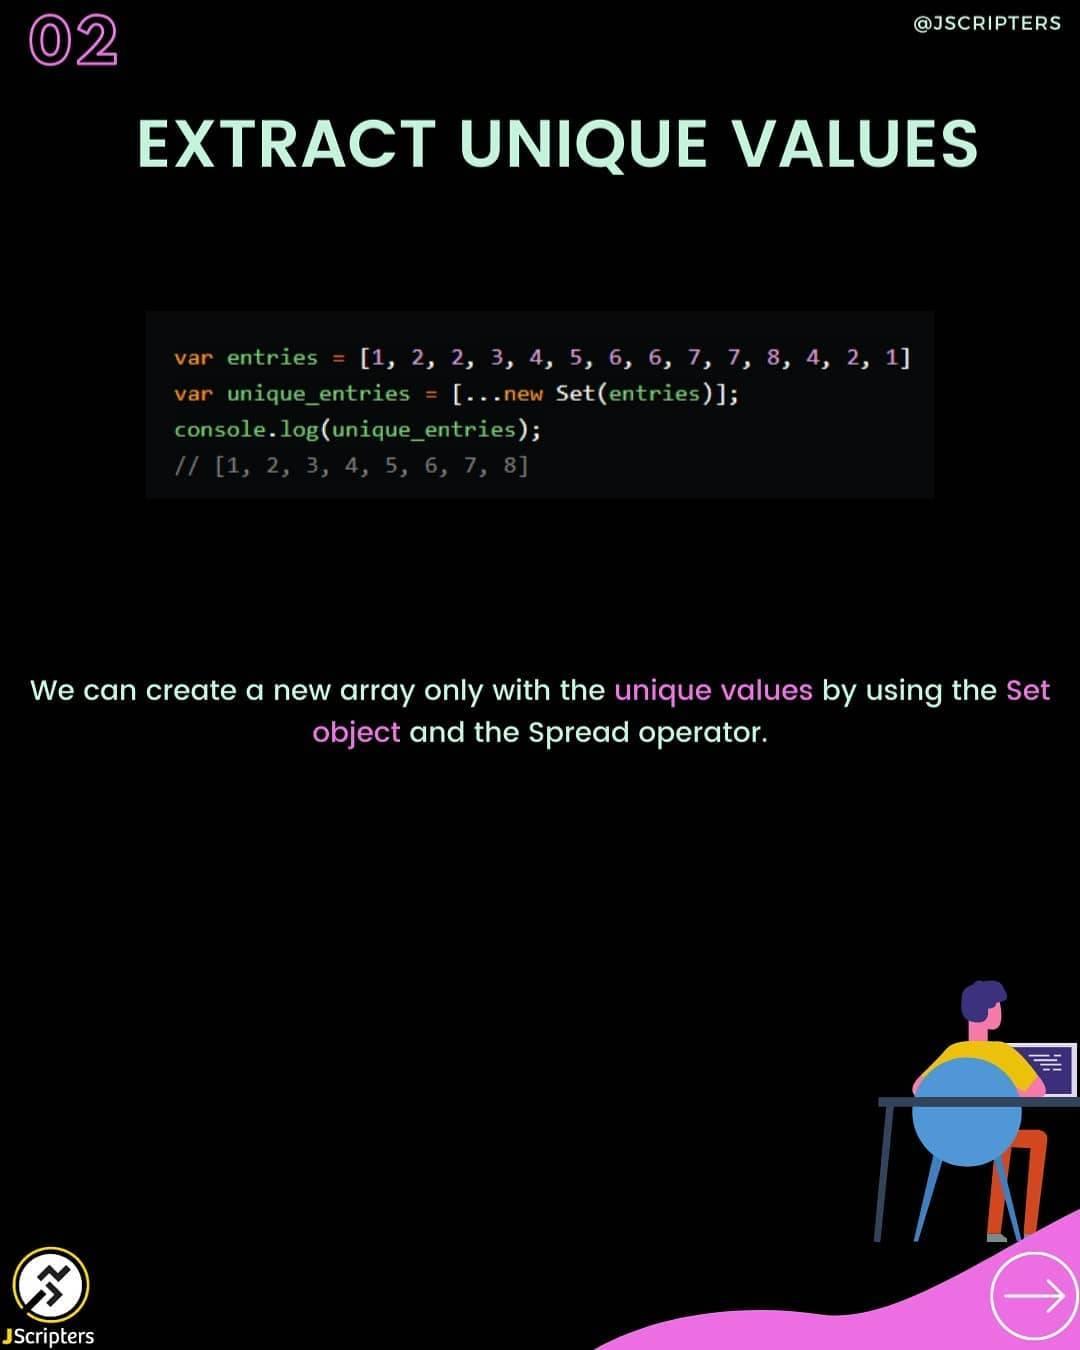 02
@JSCRIPTERS
EXTRACT UNIQUE VALUES
var entries = [1, 2, 2, 3, 4, 5, 6, 6, 7, 7, 8, 4, 2, 1]
var unique_entries = [...new Set(entries)];
console.log(unique_entries);
// [1, 2, 3, 4, 5, 6, 7, 8]
We can create a new array only with the unique values by using the Set
object and the Spread operator.
JScripters